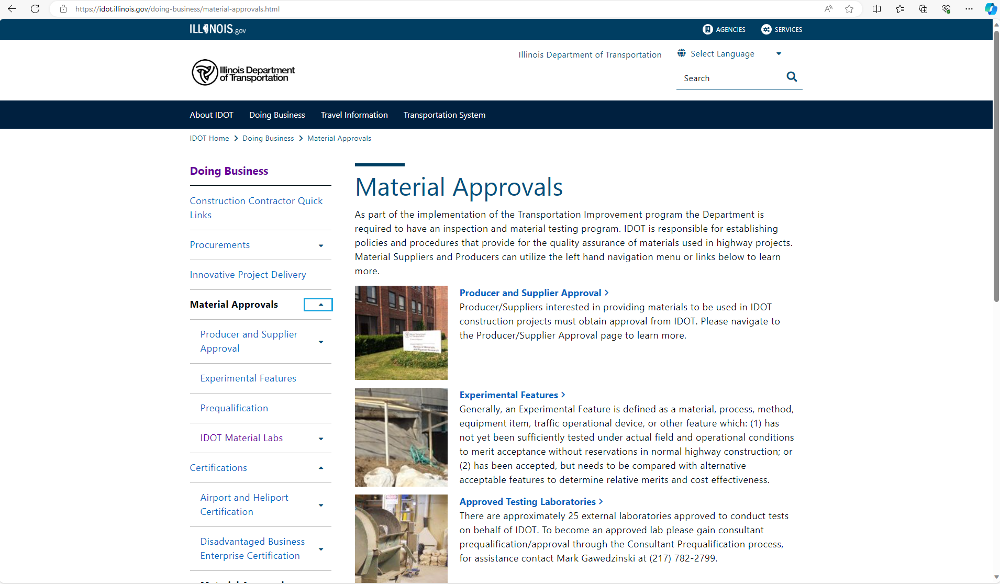 https://idot.illinois.gov/doing-business/material-approvals.html
ILLINOIS.gov
AGENCIES
SERVICES
Illinois Department of Transportation
Select Language
Illinois Department
of Transportation
Search
About IDOT
Doing Business
Travel Information
Transportation System
IDOT Home
Doing Business
Material Approvals
Doing Business
Construction Contractor Quick
Links
Procurements
Innovative Project Delivery
Material Approvals
Producer and Supplier
Approval
Experimental Features
Prequalification
IDOT Material Labs
Certifications
Airport and Heliport
Certification
Disadvantaged Business
Enterprise Certification
Material Approvals
As part of the implementation of the Transportation Improvement program the Department is
required to have an inspection and material testing program. IDOT is responsible for establishing
policies and procedures that provide for the quality assurance of materials used in highway projects.
Material Suppliers and Producers can utilize the left hand navigation menu or links below to learn
more.
Producer and Supplier Approval
Producer/Suppliers interested in providing materials to be used in IDOT
construction projects must obtain approval from IDOT. Please navigate to
the Producer/Supplier Approval page to learn more.
Experimental Features
Generally, an Experimental Feature is defined as a material, process, method,
equipment item, traffic operational device, or other feature which: (1) has
not yet been sufficiently tested under actual field and operational conditions
to merit acceptance without reservations in normal highway construction; or
(2) has been accepted, but needs to be compared with alternative
acceptable features to determine relative merits and cost effectiveness.
Approved Testing Laboratories
There are approximately 25 external laboratories approved to conduct tests
on behalf of IDOT. To become an approved lab please gain consultant
prequalification/approval through the Consultant Prequalification process,
for assistance contact Mark Gawedzinski at (217) 782-2799.